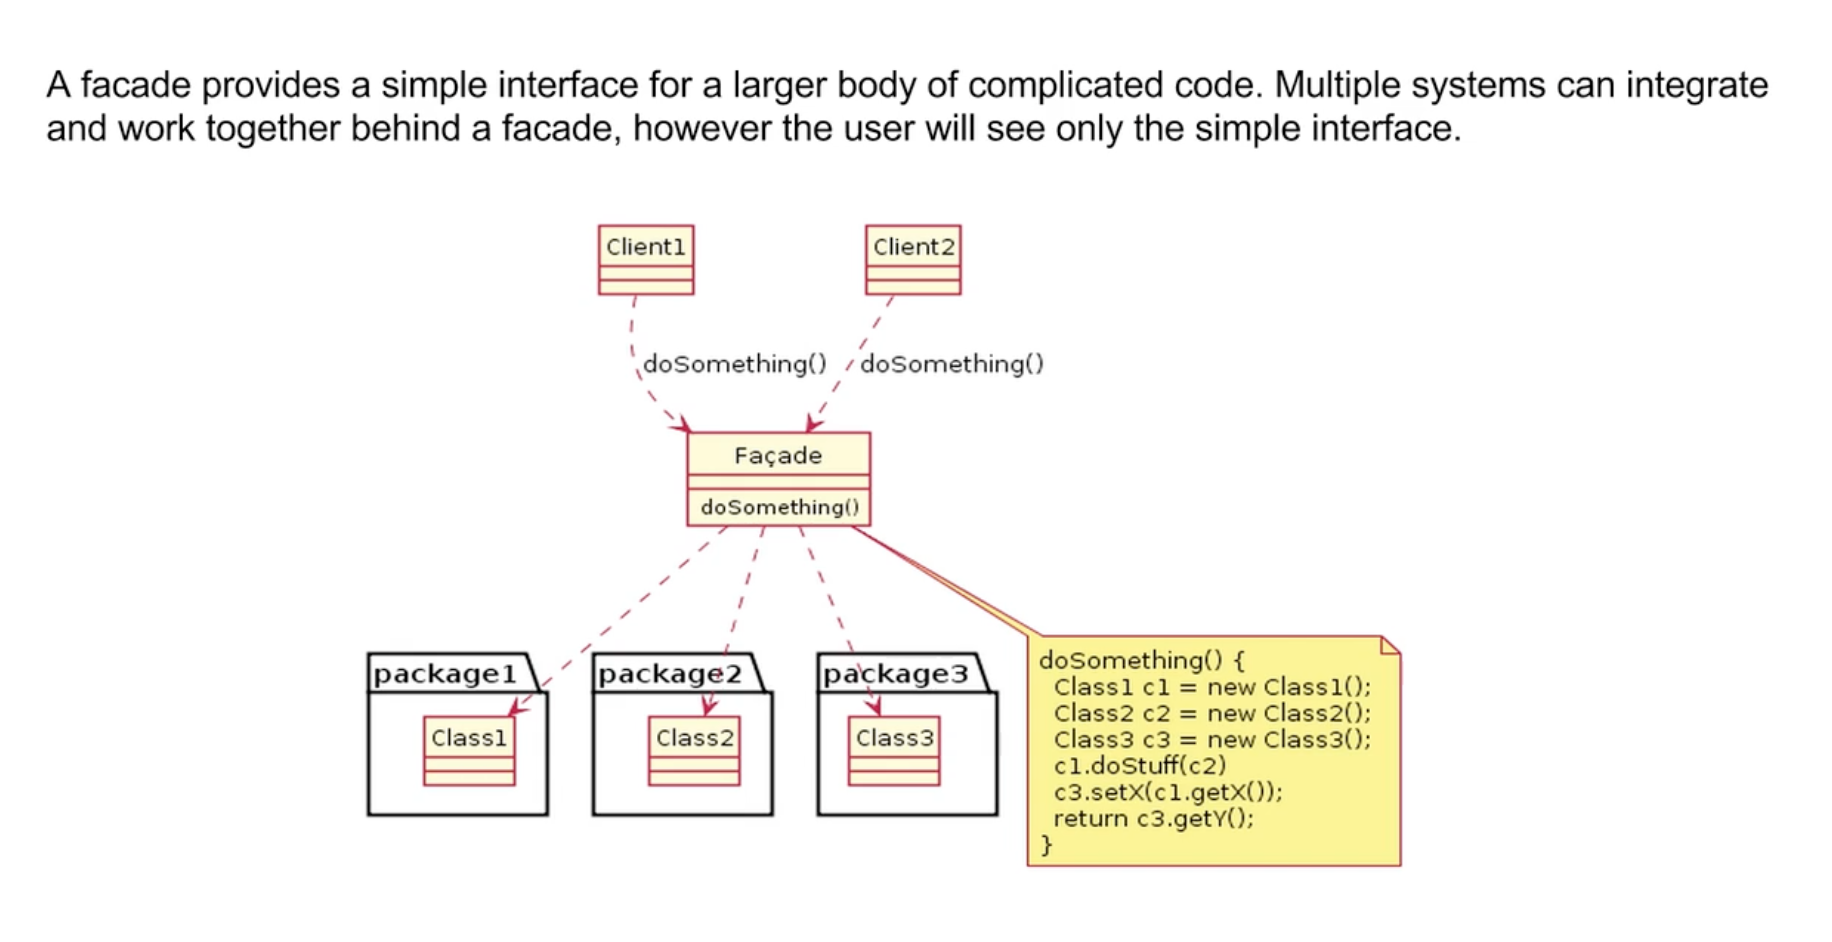 A facade provides a simple interface for a larger body of complicated code. Multiple systems can integrate
and work together behind a facade, however the user will see only the simple interface.
Client1
Client2
doSomething()
doSomething()
Façade
doSomething()
package1
Class1
package2
Class2
package3
Class3
doSomething() {
Class1 c1 = new Class1();
Class2 c2 = new Class2();
Class3 c3 = new Class3();
c1.doStuff(c2)
c3.setX(c1.getX());
return c3.getY();
}